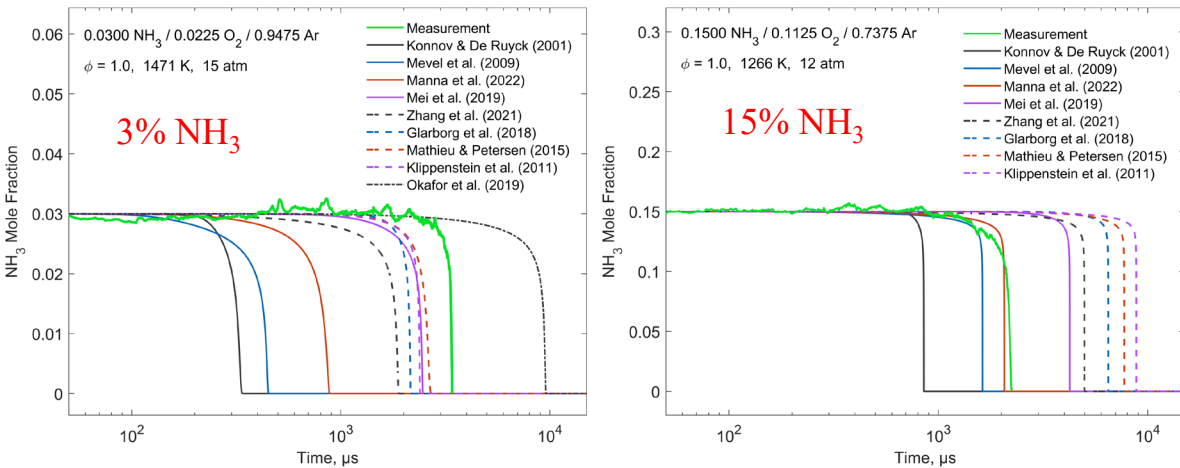 0.06
0.05
0.04
0.03
0.02
0.01
0
NH3 Mole Fraction
0.0300 NH3 / 0.0225 O2 / 0.9475 Ar
ϕ = 1.0, 1471 K, 15 atm
3% NH3
Measurement
Konnov & De Ruyck (2001)
Mevel et al. (2009)
Manna et al. (2022)
Mei et al. (2019)
Zhang et al. (2021)
Glarborg et al. (2018)
Mathieu & Petersen (2015)
Klippenstein et al. (2011)
Okafor et al. (2019)
10^2
10^3
10^4
Time, µs
0.3
0.25
0.2
0.15
0.1
0.05
0
NH3 Mole Fraction
0.1500 NH3 / 0.1125 O2 / 0.7375 Ar
ϕ = 1.0, 1266 K, 12 atm
15% NH3
Measurement
Konnov & De Ruyck (2001)
Mevel et al. (2009)
Manna et al. (2022)
Mei et al. (2019)
Zhang et al. (2021)
Glarborg et al. (2018)
Mathieu & Petersen (2015)
Klippenstein et al. (2011)
10^2
10^3
10^4
Time, µs